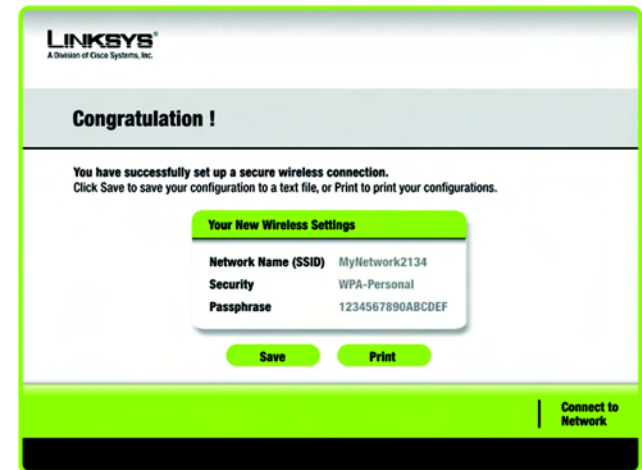 LINKSYS®
A Division of Cisco Systems, Inc.
Congratulation !
You have successfully set up a secure wireless connection.
Click Save to save your configuration to a text file, or Print to print your configurations.
Your New Wireless Settings
Network Name (SSID) MyNetwork2134
Security WPA-Personal
Passphrase 1234567890ABCDEF
Save Print
Connect to
Network